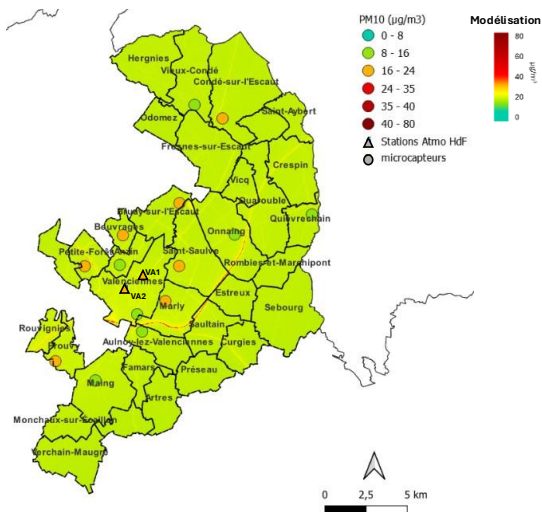 PM10 (µg/m3)
0 - 8
8 - 16
16 - 24
24 - 35
35 - 40
40 - 80
Stations Atmo HdF
microcapteurs
Modélisation
80
60
40
20
0
µg/m³
Hergnies
Vieux-Condé
Condé-sur-l'Escaut
Saint-Aybert
Odomez
Fresnes-sur-Escaut
Crespin
Vicq
Quarouble
Bruay-sur-l'Escaut
Quiévrechain
Beuvrages
Onnaing
Petite-Forêt
Anzin
Saint-Saulve
Rombies-et-Marchipont
VA1
Valenciennes
VA2
Estreux
Marly
Sebourg
Saultain
Rouvignies
Aulnoy-lez-Valenciennes
Curgies
Prouvy
Famars
Préseau
Maing
Artres
Monchaux-sur-Écaillon
Verchain-Maugré
0 2,5 5 km